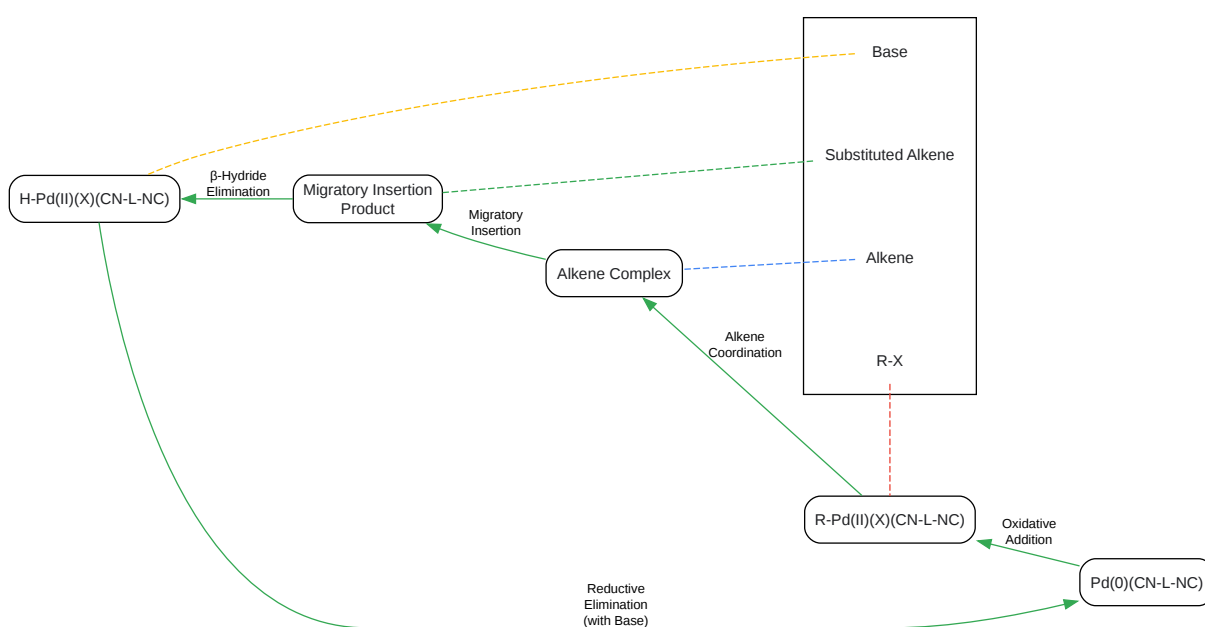 Base
Substituted Alkene
β-Hydride
Elimination
H-Pd(II)(X)(CN-L-NC)
Migratory Insertion
Product
Migratory
Insertion
Alkene Complex
Alkene
Alkene
Coordination
R-X
R-Pd(II)(X)(CN-L-NC)
Oxidative
Addition
Pd(0)(CN-L-NC)
Reductive
Elimination
(with Base)